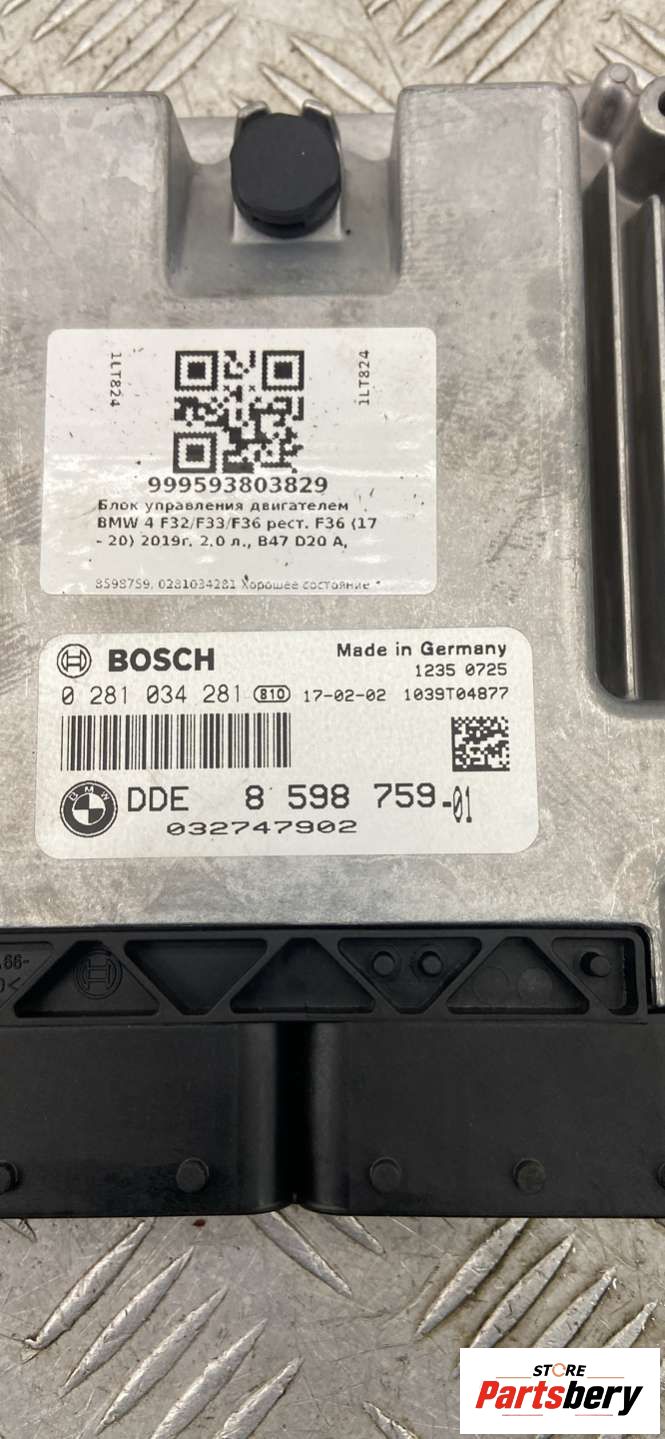 1LT824
1LT824
999593803829
Блок управления двигателем
BMW 4 F32/F33/F36 рест. F36 (17
- 20) 2019г. 2.0 л., B47 D20 A,
8598759, 0281034281 Хорошее состояние *
BOSCH
Made in Germany
1235 0725
0 281 034 281 810 17-02-02 1039T04877
BMW DDE 8 598 759-01
032747902
66-
STORE
Partsbery